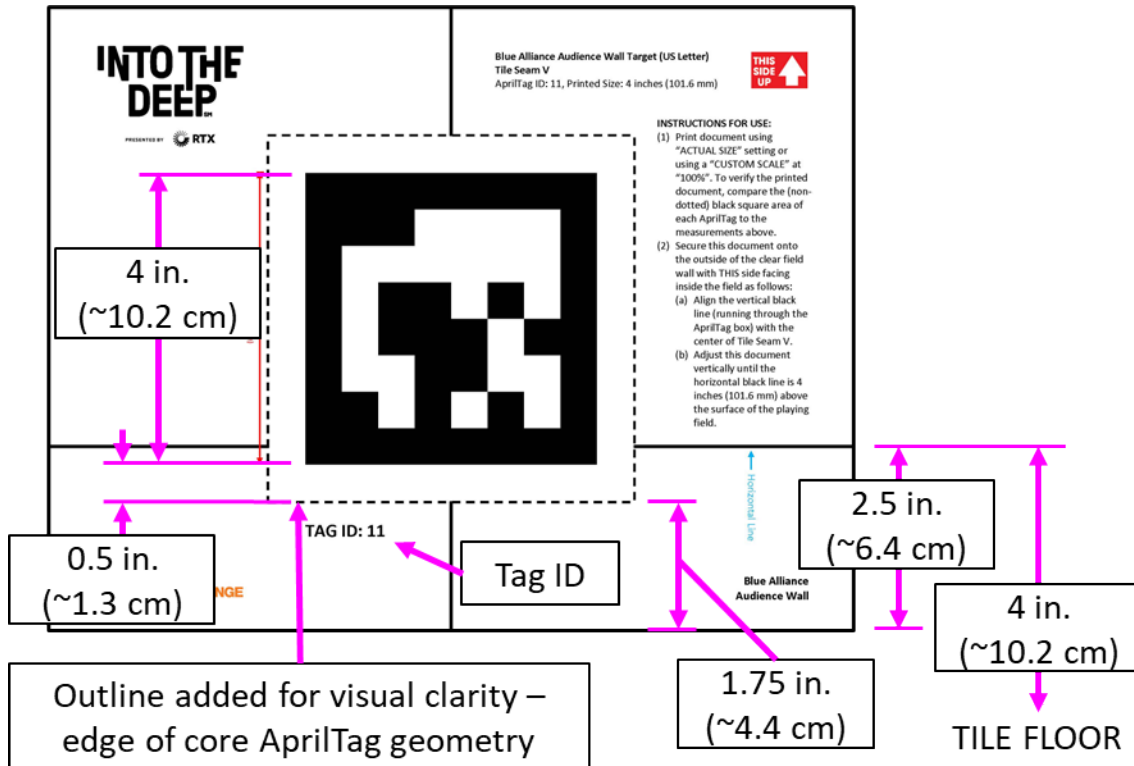 INTO THE
DEEP℠
PRESENTED BY RTX
Blue Alliance Audience Wall Target (US Letter)
Tile Seam V
AprilTag ID: 11, Printed Size: 4 inches (101.6 mm)
THIS
SIDE
UP
INSTRUCTIONS FOR USE:
(1) Print document using
“ACTUAL SIZE” setting or
using a “CUSTOM SCALE” at
“100%”. To verify the printed
document, compare the (non-
dotted) black square area of
each AprilTag to the
measurements above.
(2) Secure this document onto
the outside of the clear field
wall with THIS side facing
inside the field as follows:
(a) Align the vertical black
line (running through the
AprilTag box) with the
center of Tile Seam V.
(b) Adjust this document
vertically until the
horizontal black line is 4
inches (101.6 mm) above
the surface of the playing
field.
4 in.
(~10.2 cm)
Horizontal Line
2.5 in.
(~6.4 cm)
0.5 in.
(~1.3 cm)
TAG ID: 11
Tag ID
NGE
Blue Alliance
Audience Wall
4 in.
(~10.2 cm)
1.75 in.
(~4.4 cm)
Outline added for visual clarity –
edge of core AprilTag geometry
TILE FLOOR